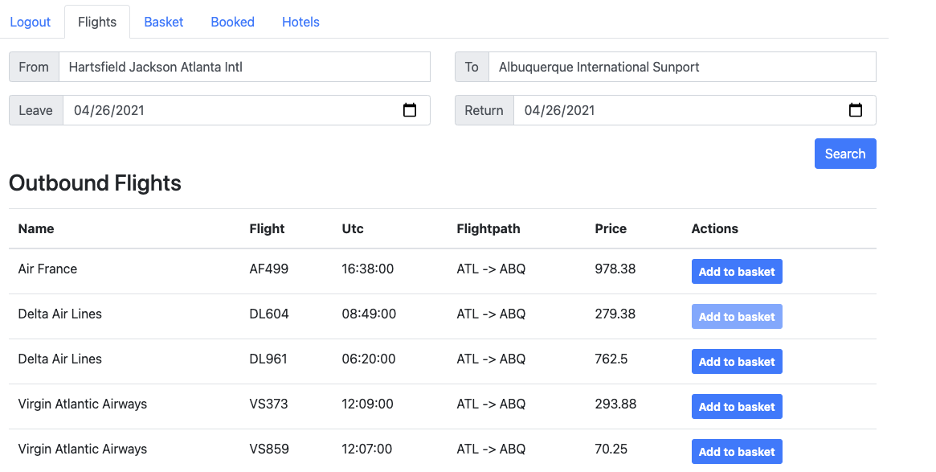 Logout Flights Basket Booked Hotels
From Hartsfield Jackson Atlanta Intl To Albuquerque International Sunport
Leave 04/26/2021 Return 04/26/2021
Search
Outbound Flights
Name Flight Utc Flightpath Price Actions
Air France AF499 16:38:00 ATL -> ABQ 978.38 Add to basket
Delta Air Lines DL604 08:49:00 ATL -> ABQ 279.38 Add to basket
Delta Air Lines DL961 06:20:00 ATL -> ABQ 762.5 Add to basket
Virgin Atlantic Airways VS373 12:09:00 ATL -> ABQ 293.88 Add to basket
Virgin Atlantic Airways VS859 12:07:00 ATL -> ABQ 70.25 Add to basket